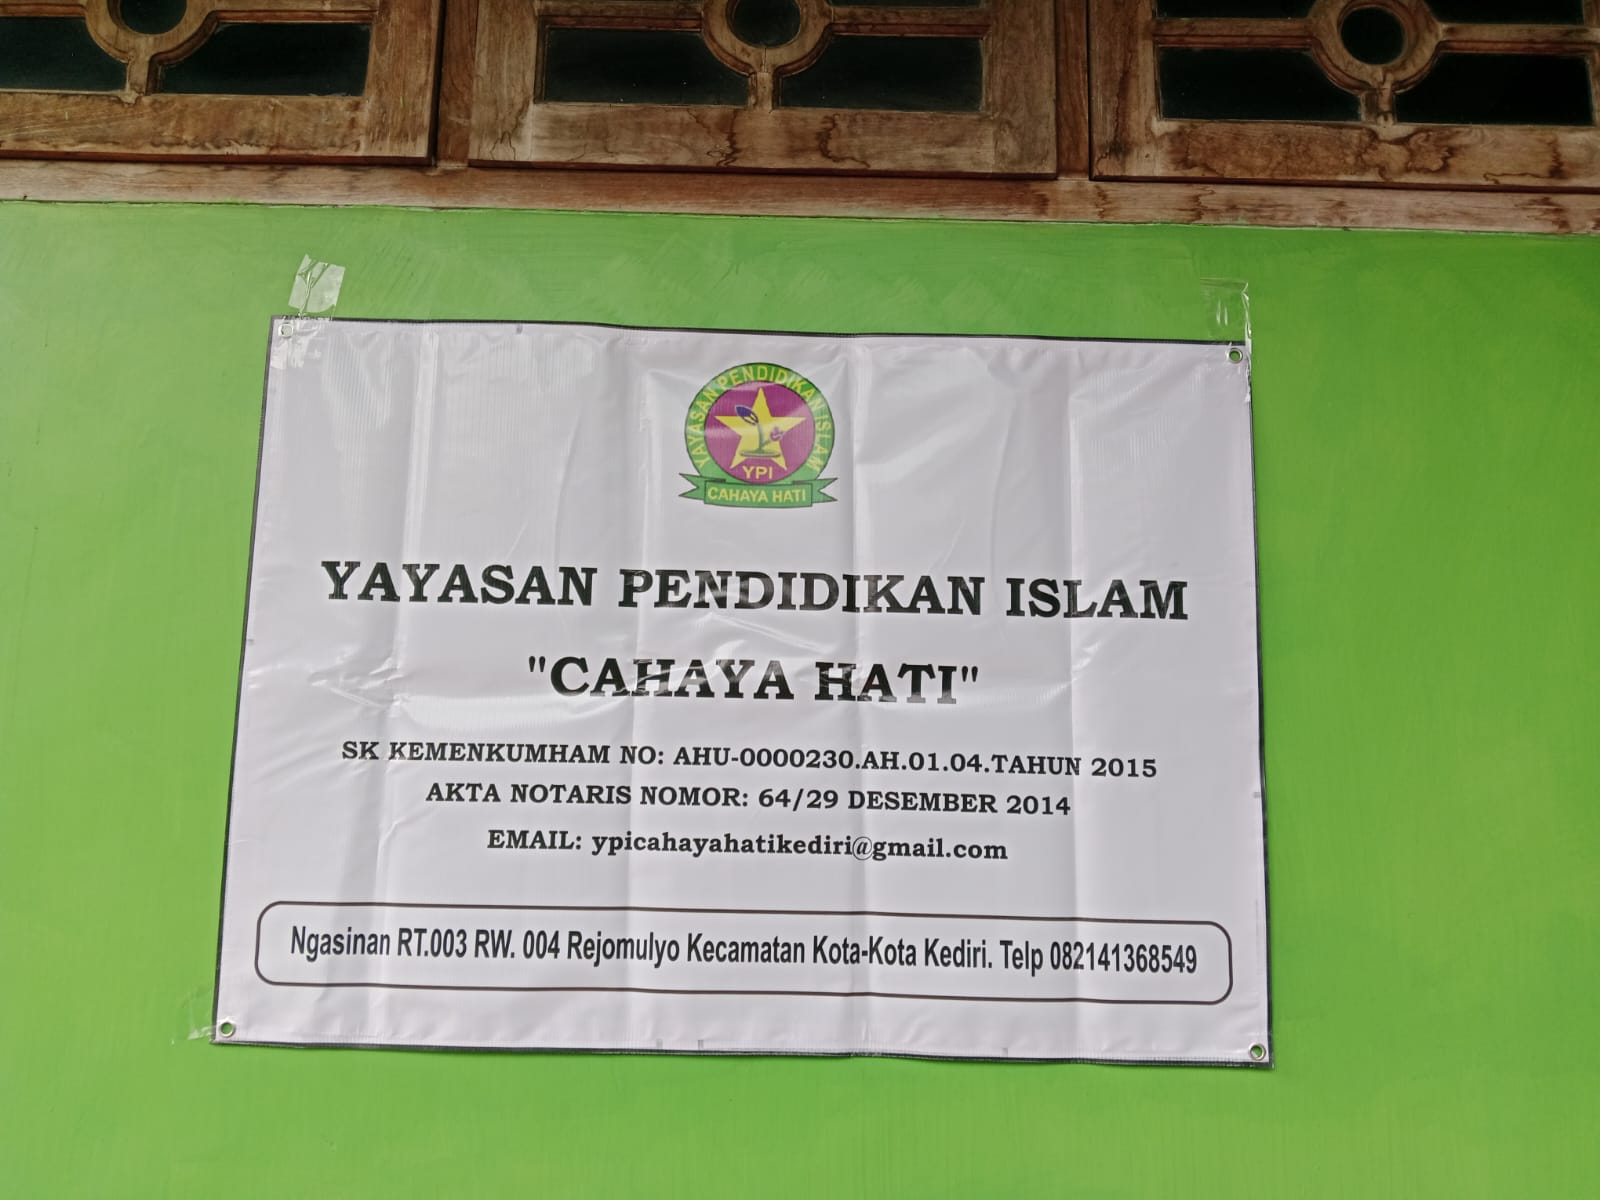 YAYASAN PENDIDIKAN ISLAM
YPI
CAHAYA HATI
YAYASAN PENDIDIKAN ISLAM
"CAHAYA HATI"
SK KEMENKUMHAM NO: AHU-0000230.AH.01.04.TAHUN 2015
AKTA NOTARIS NOMOR: 64/29 DESEMBER 2014
EMAIL: ypicahayahatikediri@gmail.com
Ngasinan RT.003 RW. 004 Rejomulyo Kecamatan Kota-Kota Kediri. Telp 082141368549